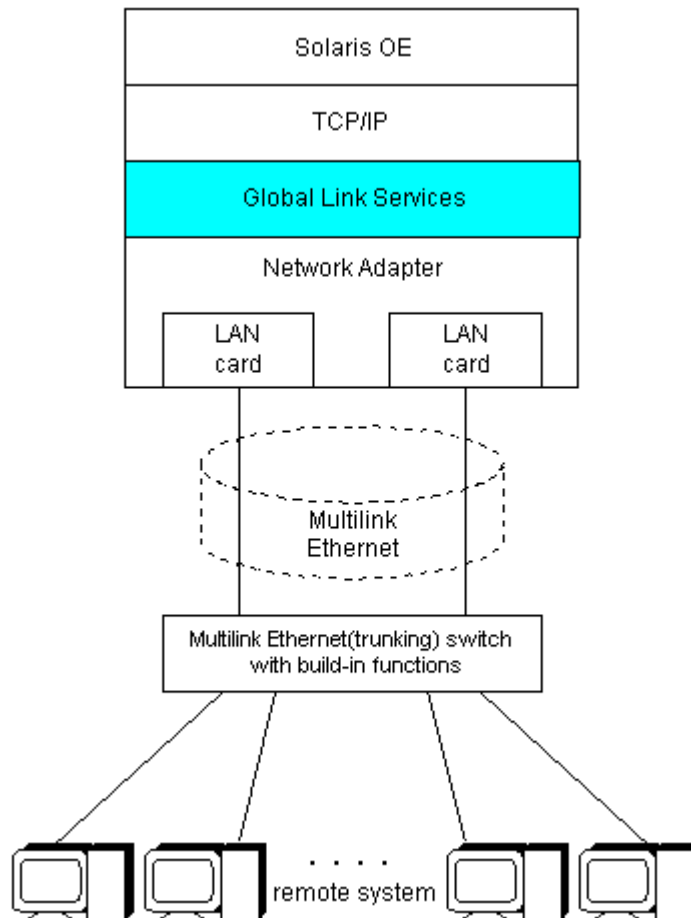 Solaris OE
TCP/IP
Global Link Services
Network Adapter
LAN
card
LAN
card
Multilink
Ethernet
Multilink Ethernet(trunking) switch
with build-in functions
. . . .
remote system